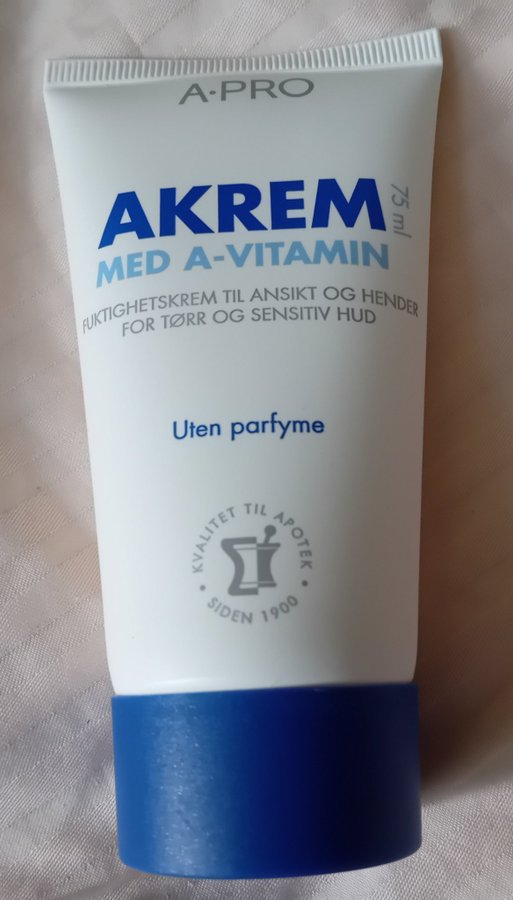 A·PRO
AKREM
75 ml
MED A-VITAMIN
FUKTIGHETSKREM TIL ANSIKT OG HENDER
FOR TØRR OG SENSITIV HUD
Uten parfyme
• KVALITET TIL APOTEK •
SIDEN 1900